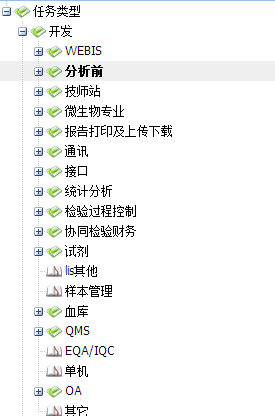 任务类型
开发
WEBIS
分析前
技师站
微生物专业
报告打印及上传下载
通讯
接口
统计分析
检验过程控制
协同检验财务
试剂
lis其他
样本管理
血库
QMS
EQA/IQC
单机
OA
其它